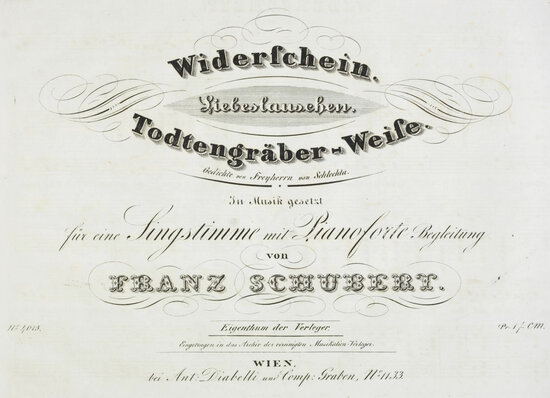 Widerſchein.
Liebeslauschen.
Todtengräber-Weiſe.
Gedichte von Freyherrn von Schlechta.
In Musik gesetzt
für eine Singstimme mit Pianoforte Begleitung
von
FRANZ SCHUBERT.
Eigenthum der Verleger.
Eingetragen in das Archiv der vereinigten Musikalien-Verleger.
WIEN,
bei Ant: Diabelli und Comp: Graben, No. 1133.